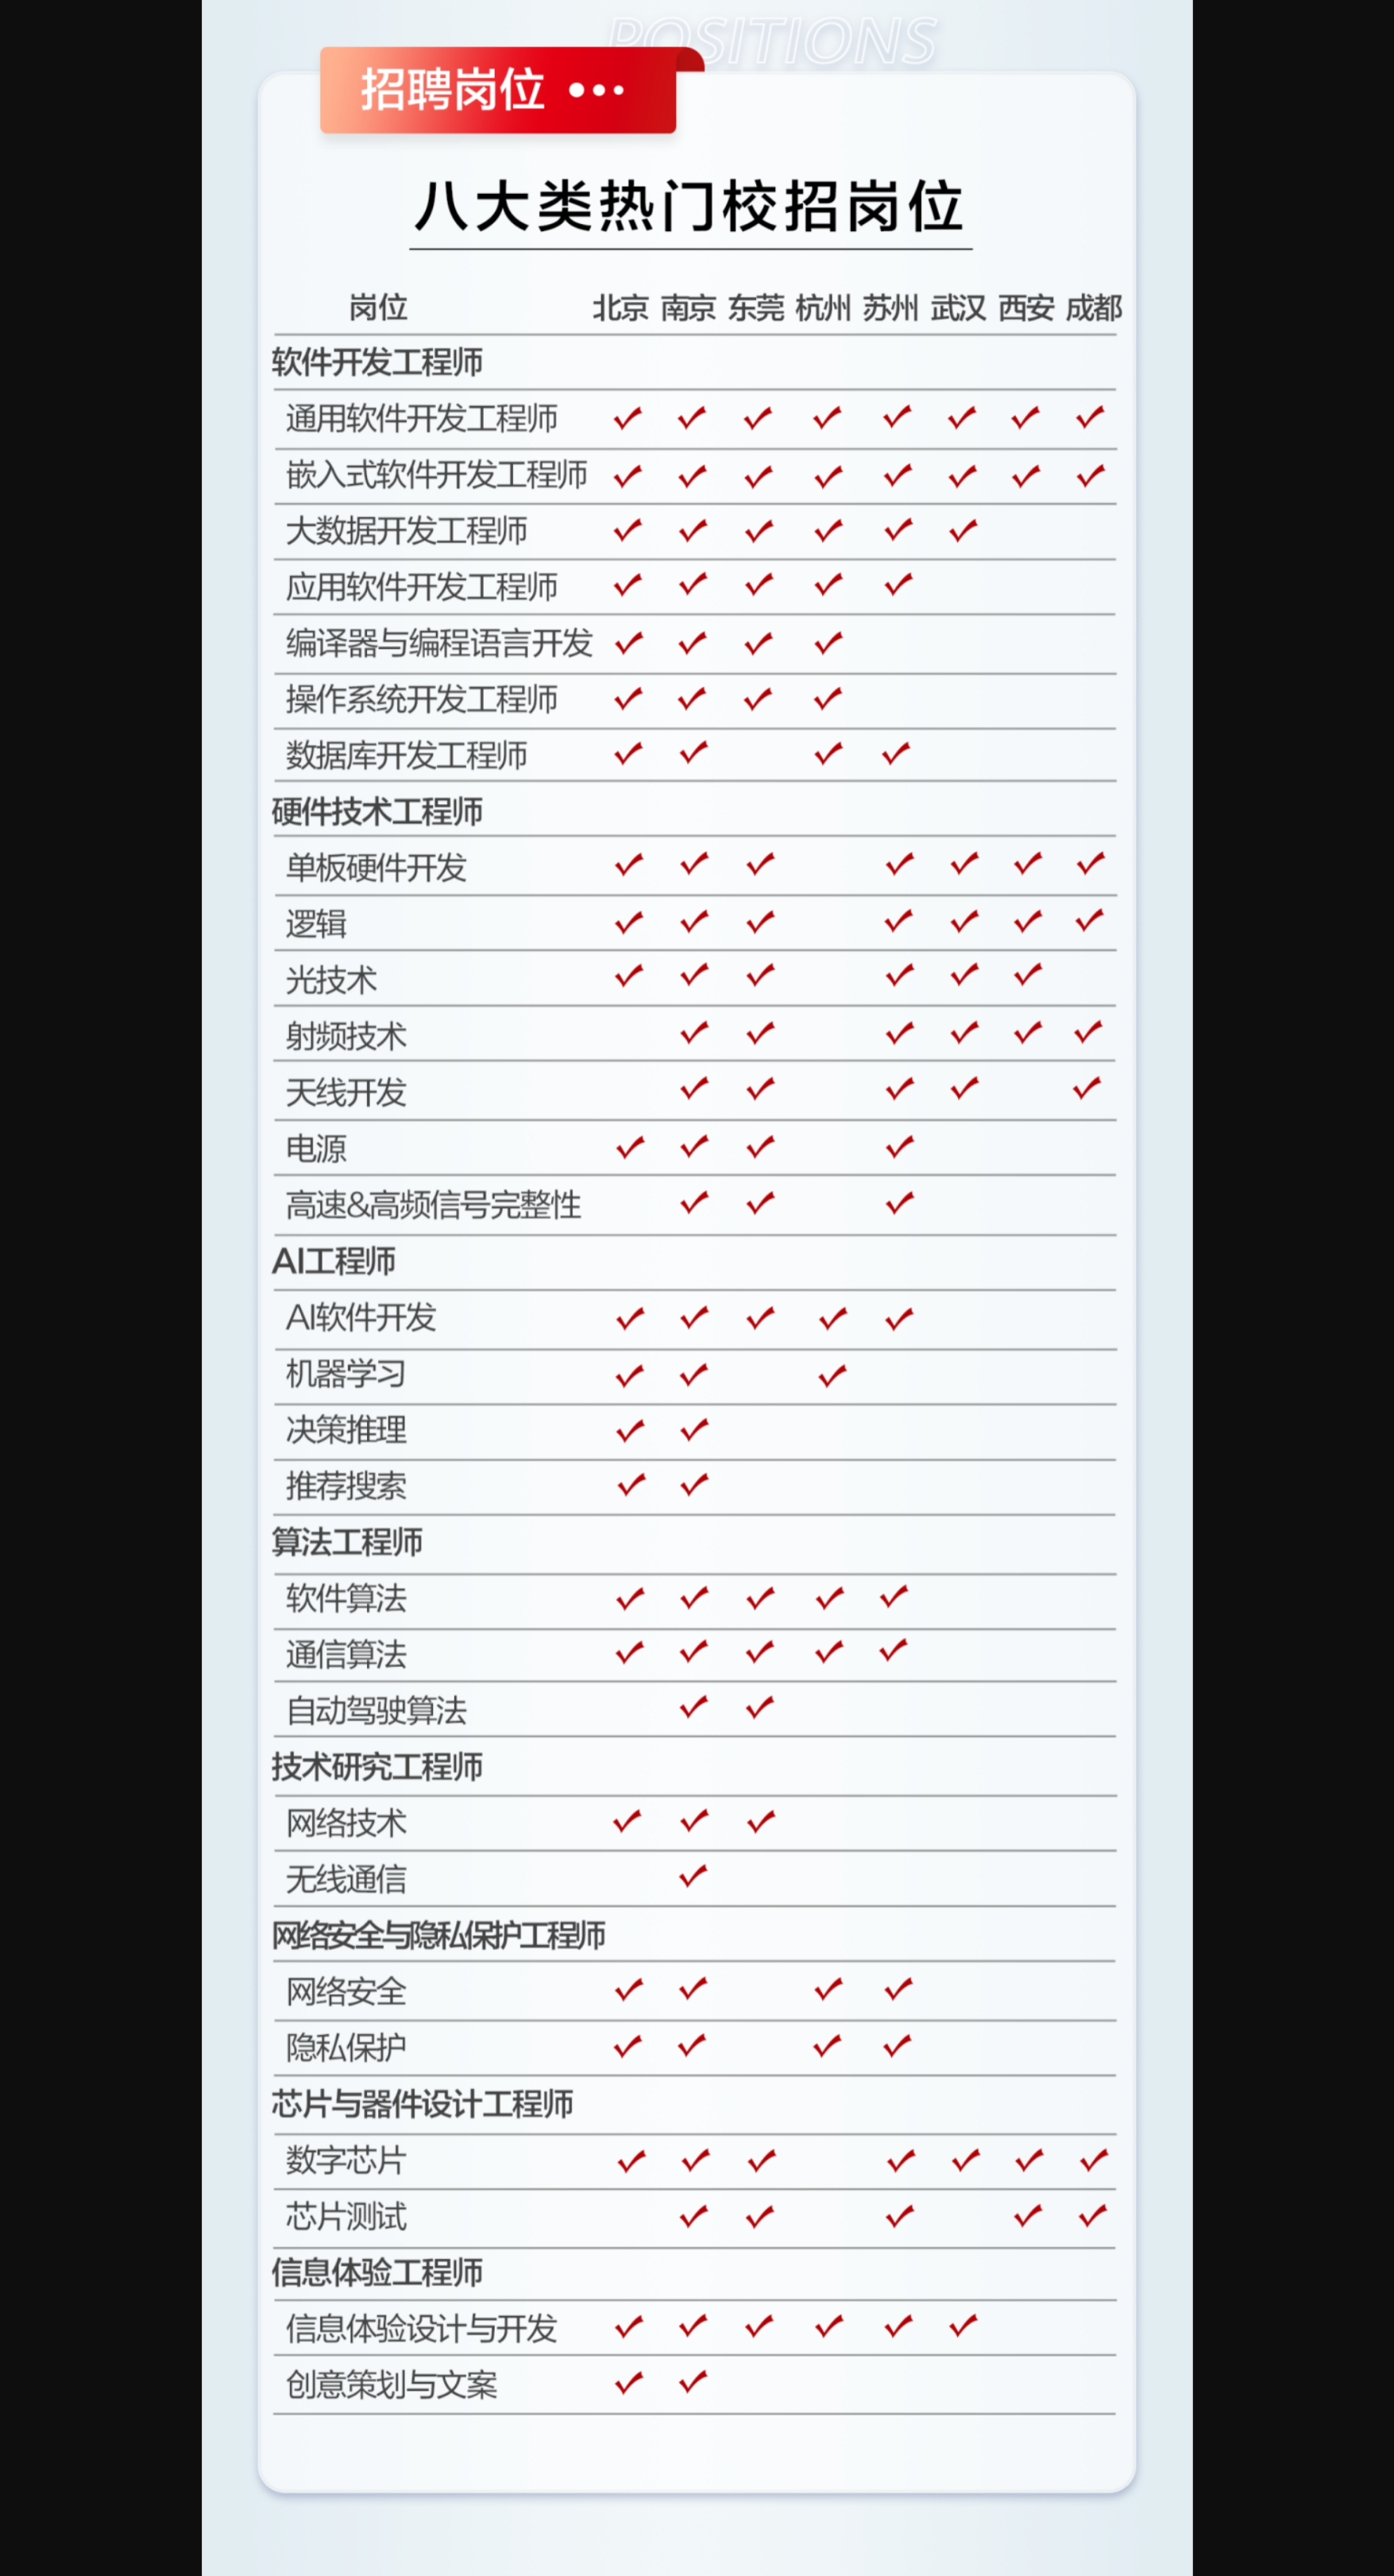 POSITIONS
招聘岗位 •••
八大类热门校招岗位
岗位 北京 南京 东莞 杭州 苏州 武汉 西安 成都
软件开发工程师
通用软件开发工程师 ✓ ✓ ✓ ✓ ✓ ✓ ✓ ✓
嵌入式软件开发工程师 ✓ ✓ ✓ ✓ ✓ ✓ ✓ ✓
大数据开发工程师 ✓ ✓ ✓ ✓ ✓ ✓
应用软件开发工程师 ✓ ✓ ✓ ✓ ✓
编译器与编程语言开发 ✓ ✓ ✓ ✓
操作系统开发工程师 ✓ ✓ ✓ ✓
数据库开发工程师 ✓ ✓ ✓ ✓
硬件技术工程师
单板硬件开发 ✓ ✓ ✓ ✓ ✓ ✓ ✓
逻辑 ✓ ✓ ✓ ✓ ✓ ✓ ✓
光技术 ✓ ✓ ✓ ✓ ✓ ✓
射频技术 ✓ ✓ ✓ ✓ ✓ ✓
天线开发 ✓ ✓ ✓ ✓ ✓
电源 ✓ ✓ ✓ ✓
高速&高频信号完整性 ✓ ✓ ✓
AI工程师
AI软件开发 ✓ ✓ ✓ ✓ ✓
机器学习 ✓ ✓ ✓
决策推理 ✓ ✓
推荐搜索 ✓ ✓
算法工程师
软件算法 ✓ ✓ ✓ ✓ ✓
通信算法 ✓ ✓ ✓ ✓ ✓
自动驾驶算法 ✓ ✓
技术研究工程师
网络技术 ✓ ✓ ✓
无线通信 ✓
网络安全与隐私保护工程师
网络安全 ✓ ✓ ✓ ✓
隐私保护 ✓ ✓ ✓ ✓
芯片与器件设计工程师
数字芯片 ✓ ✓ ✓ ✓ ✓ ✓ ✓
芯片测试 ✓ ✓ ✓ ✓ ✓
信息体验工程师
信息体验设计与开发 ✓ ✓ ✓ ✓ ✓ ✓
创意策划与文案 ✓ ✓